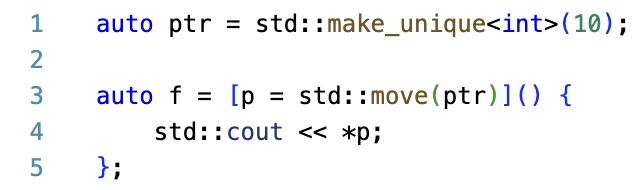 1 auto ptr = std::make_unique<int>(10);
2
3 auto f = [p = std::move(ptr)]() {
4     std::cout << *p;
5 };